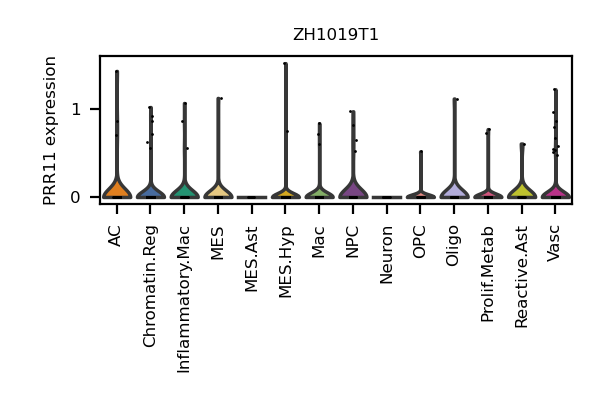 ZH1019T1
PRR11 expression
1
0
AC
Chromatin.Reg
Inflammatory.Mac
MES
MES.Ast
MES.Hyp
Mac
NPC
Neuron
OPC
Oligo
Prolif.Metab
Reactive.Ast
Vasc